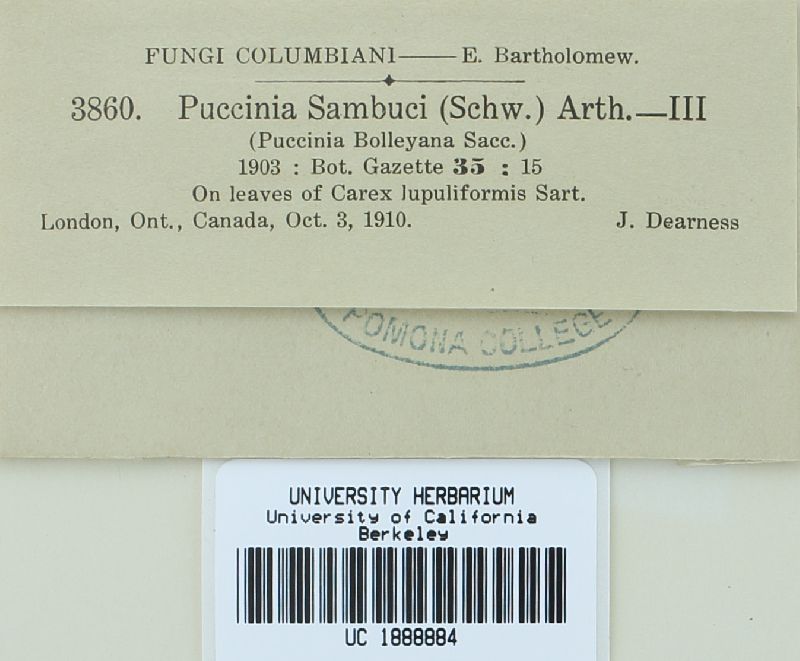 FUNGI COLUMBIANI—— E. Bartholomew.
3860. Puccinia Sambuci (Schw.) Arth.—III
(Puccinia Bolleyana Sacc.)
1903 : Bot. Gazette 35 : 15
On leaves of Carex lupuliformis Sart.
London, Ont., Canada, Oct. 3, 1910. J. Dearness
POMONA COLLEGE
UNIVERSITY HERBARIUM
University of California
Berkeley
UC 1888884